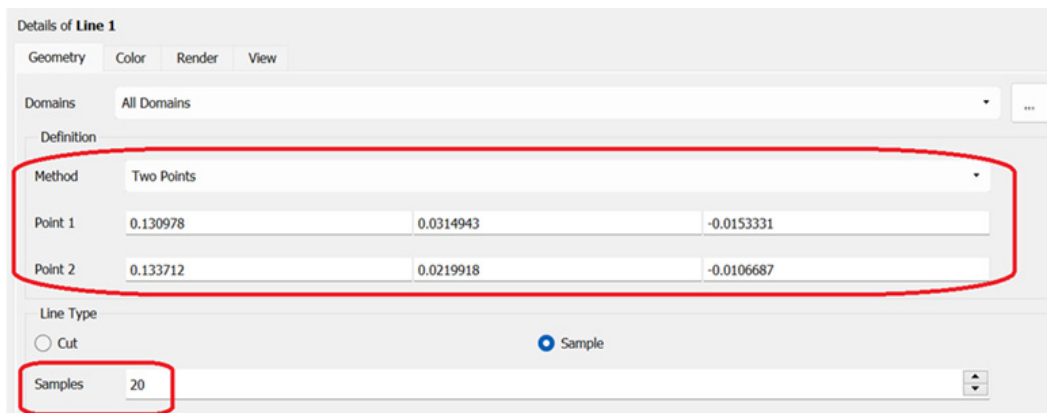 Details of Line 1
Geometry Color Render View
Domains All Domains ...
Definition
Method Two Points
Point 1 0.130978 0.0314943 -0.0153331
Point 2 0.133712 0.0219918 -0.0106687
Line Type
Cut Sample
Samples 20